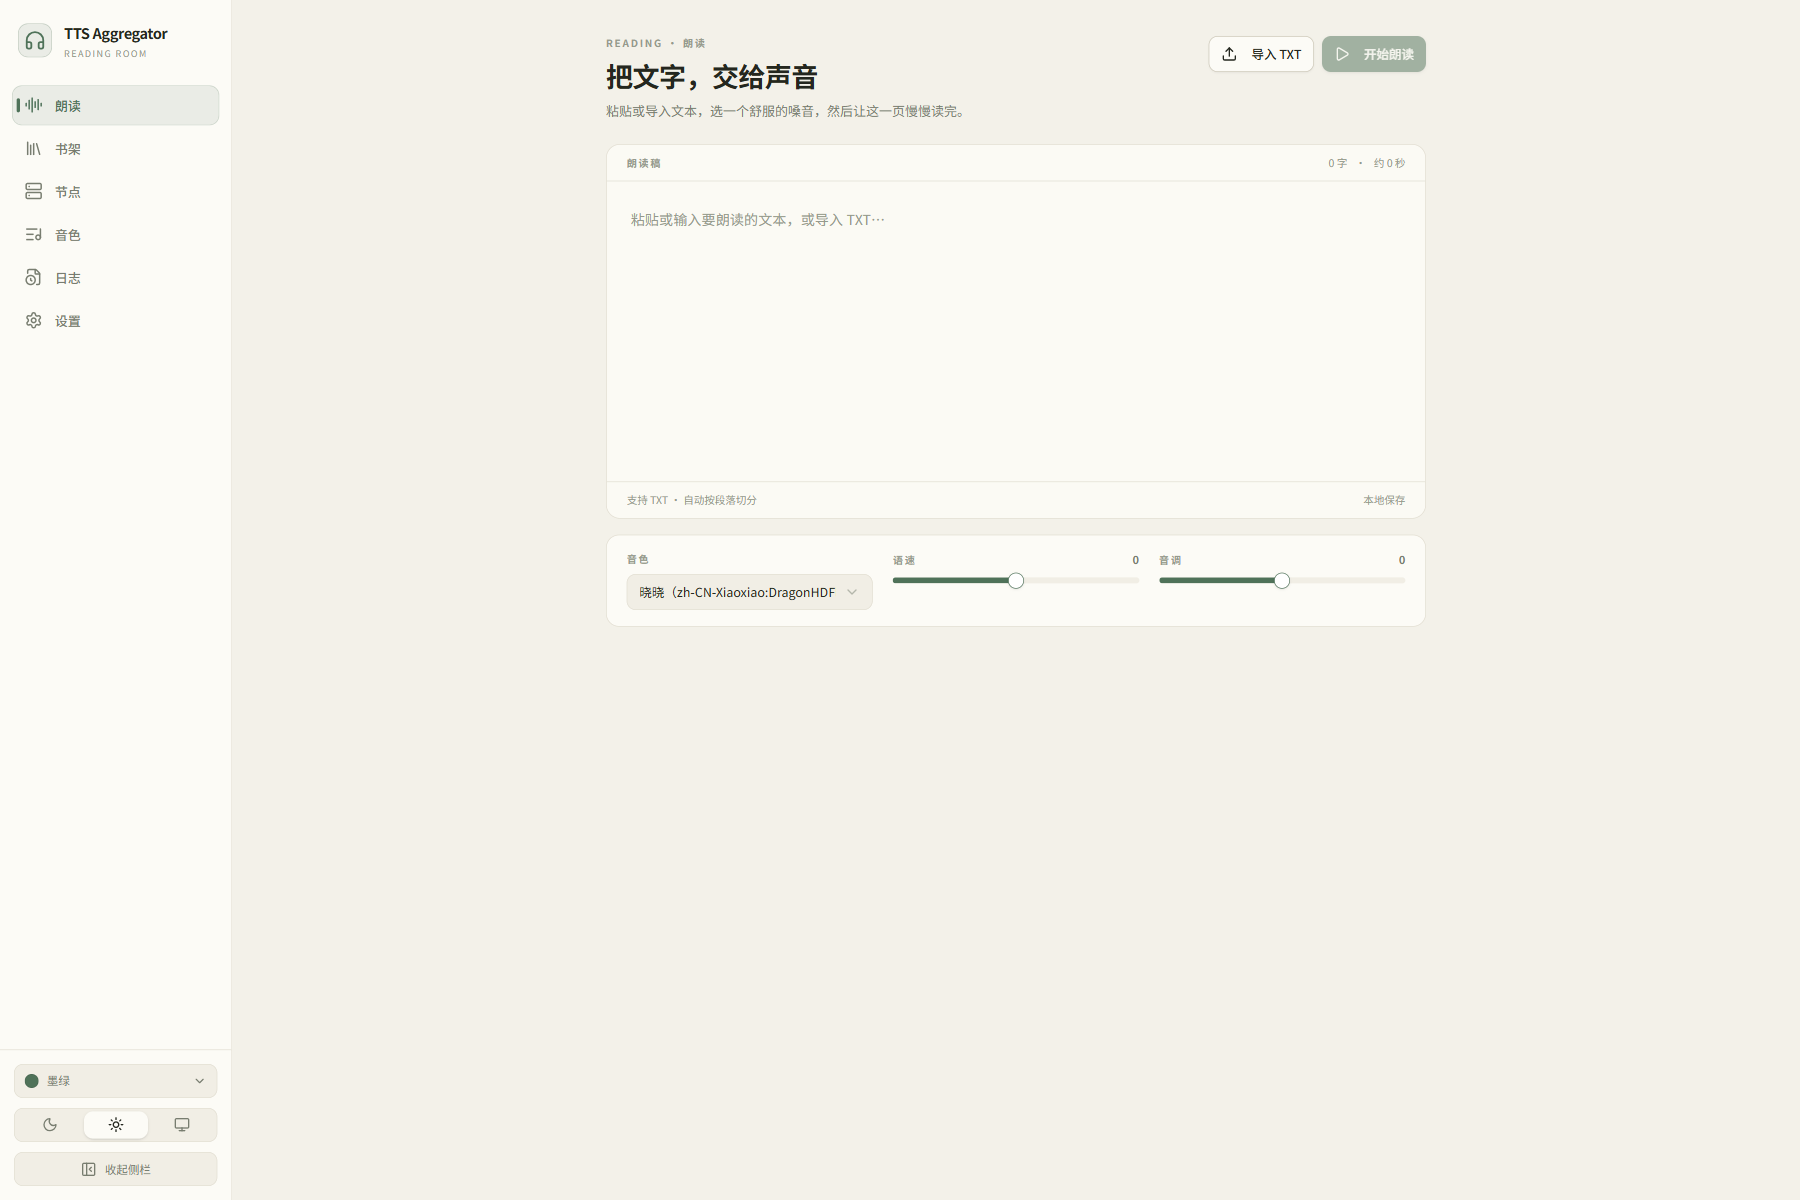 TTS Aggregator
READING ROOM
朗读
书架
节点
音色
日志
设置
墨绿
收起侧栏
READING • 朗读
把文字，交给声音
粘贴或导入文本，选一个舒服的嗓音，然后让这一页慢慢读完。
导入 TXT
开始朗读
朗读稿
0 字 • 约 0 秒
粘贴或输入要朗读的文本，或导入 TXT…
支持 TXT • 自动按段落切分
本地保存
音色
晓晓（zh-CN-Xiaoxiao:DragonHDF
语速 0
音调 0